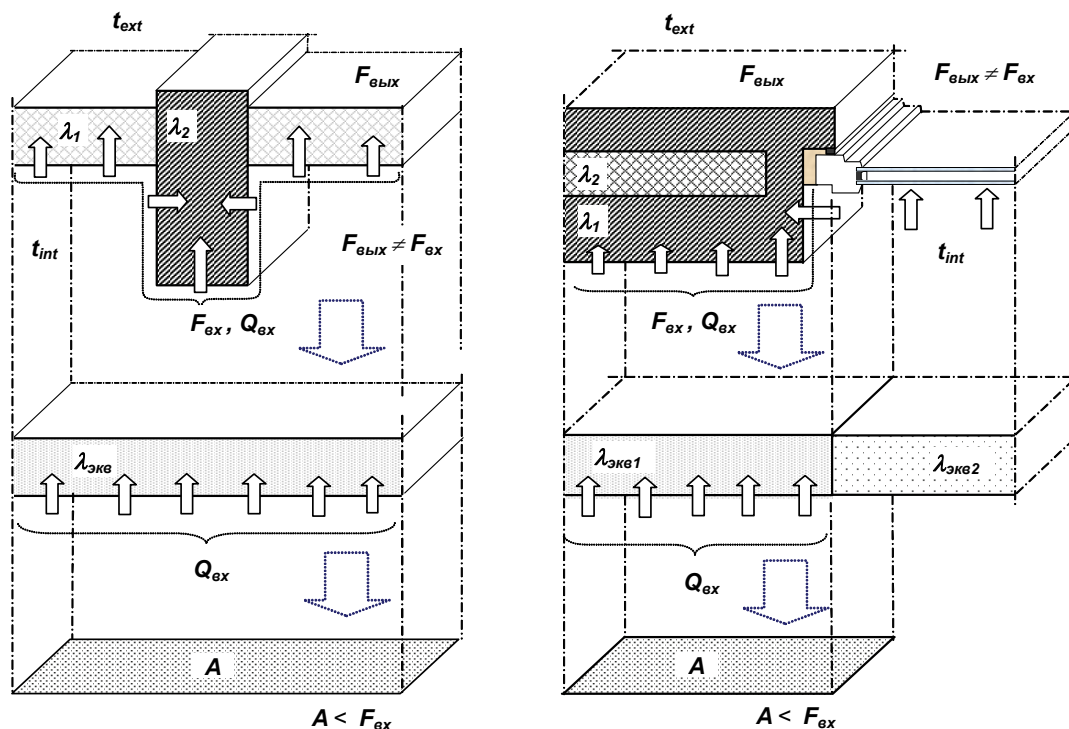 t_ext
F_вых
λ_1
λ_2
t_int
F_вых ≠ F_вх
F_вх , Q_вх
λ_экв
Q_вх
A
A < F_вх
t_ext
F_вых
F_вых ≠ F_вх
λ_2
λ_1
t_int
F_вх , Q_вх
λ_экв1
λ_экв2
Q_вх
A
A < F_вх